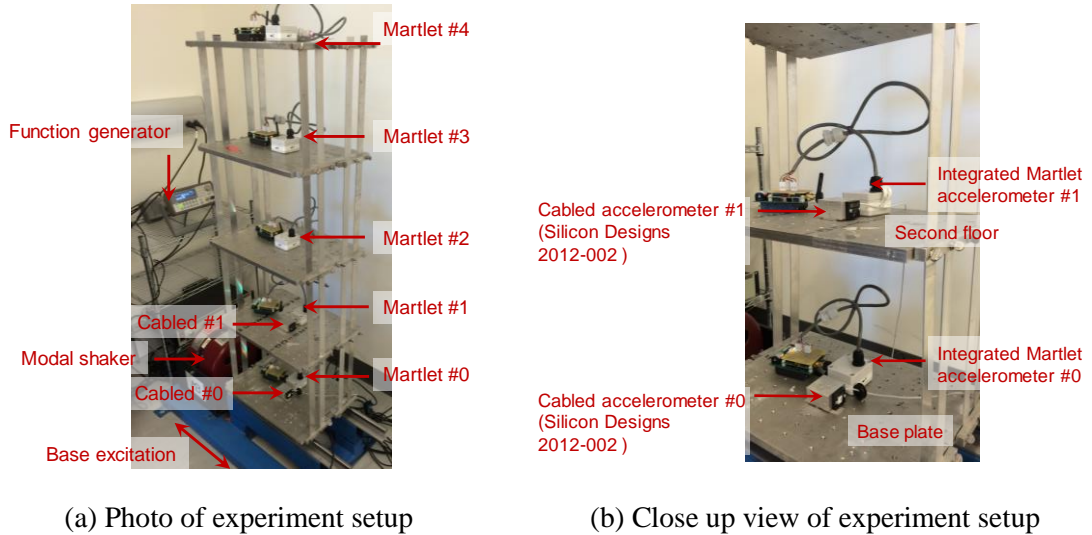 Martlet #4
Function generator
Martlet #3
Martlet #2
Martlet #1
Cabled #1
Modal shaker
Martlet #0
Cabled #0
Base excitation
(a) Photo of experiment setup
Integrated Martlet
accelerometer #1
Cabled accelerometer #1
(Silicon Designs
2012-002 )
Second floor
Integrated Martlet
accelerometer #0
Cabled accelerometer #0
(Silicon Designs
2012-002 )
Base plate
(b) Close up view of experiment setup